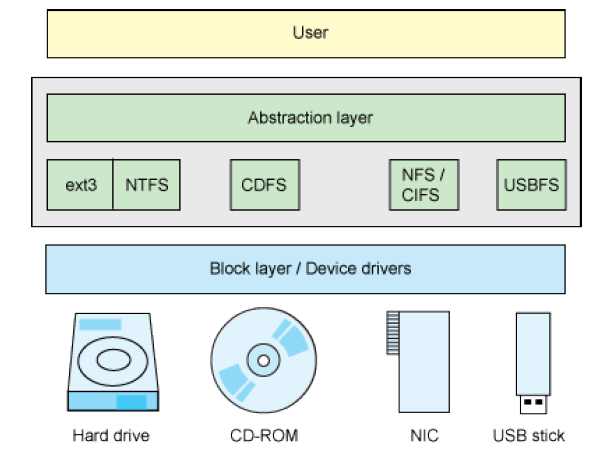 User
Abstraction layer
ext3
NTFS
CDFS
NFS /
CIFS
USBFS
Block layer / Device drivers
Hard drive
CD-ROM
NIC
USB stick